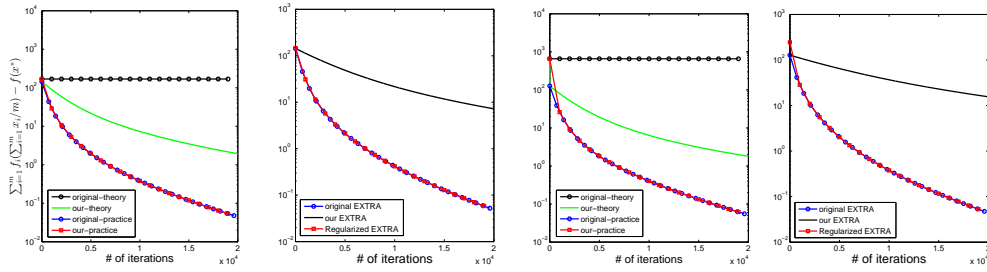 10^4
10^3
10^2
10^1
10^0
10^-1
10^-2
∑_{i=1}^m f_i(∑_{i=1}^m x_i/m) − f(x*)
original−theory
our−theory
original−practice
our−practice
0 0.5 1 1.5 2
x 10^4
# of iterations
10^3
10^2
10^1
10^0
10^-1
10^-2
original EXTRA
our EXTRA
Regularized EXTRA
0 0.5 1 1.5 2
x 10^4
# of iterations
10^4
10^3
10^2
10^1
10^0
10^-1
10^-2
original−theory
our−theory
original−practice
our−practice
0 0.5 1 1.5 2
x 10^4
# of iterations
10^3
10^2
10^1
10^0
10^-1
10^-2
original EXTRA
our EXTRA
Regularized EXTRA
0 0.5 1 1.5 2
x 10^4
# of iterations